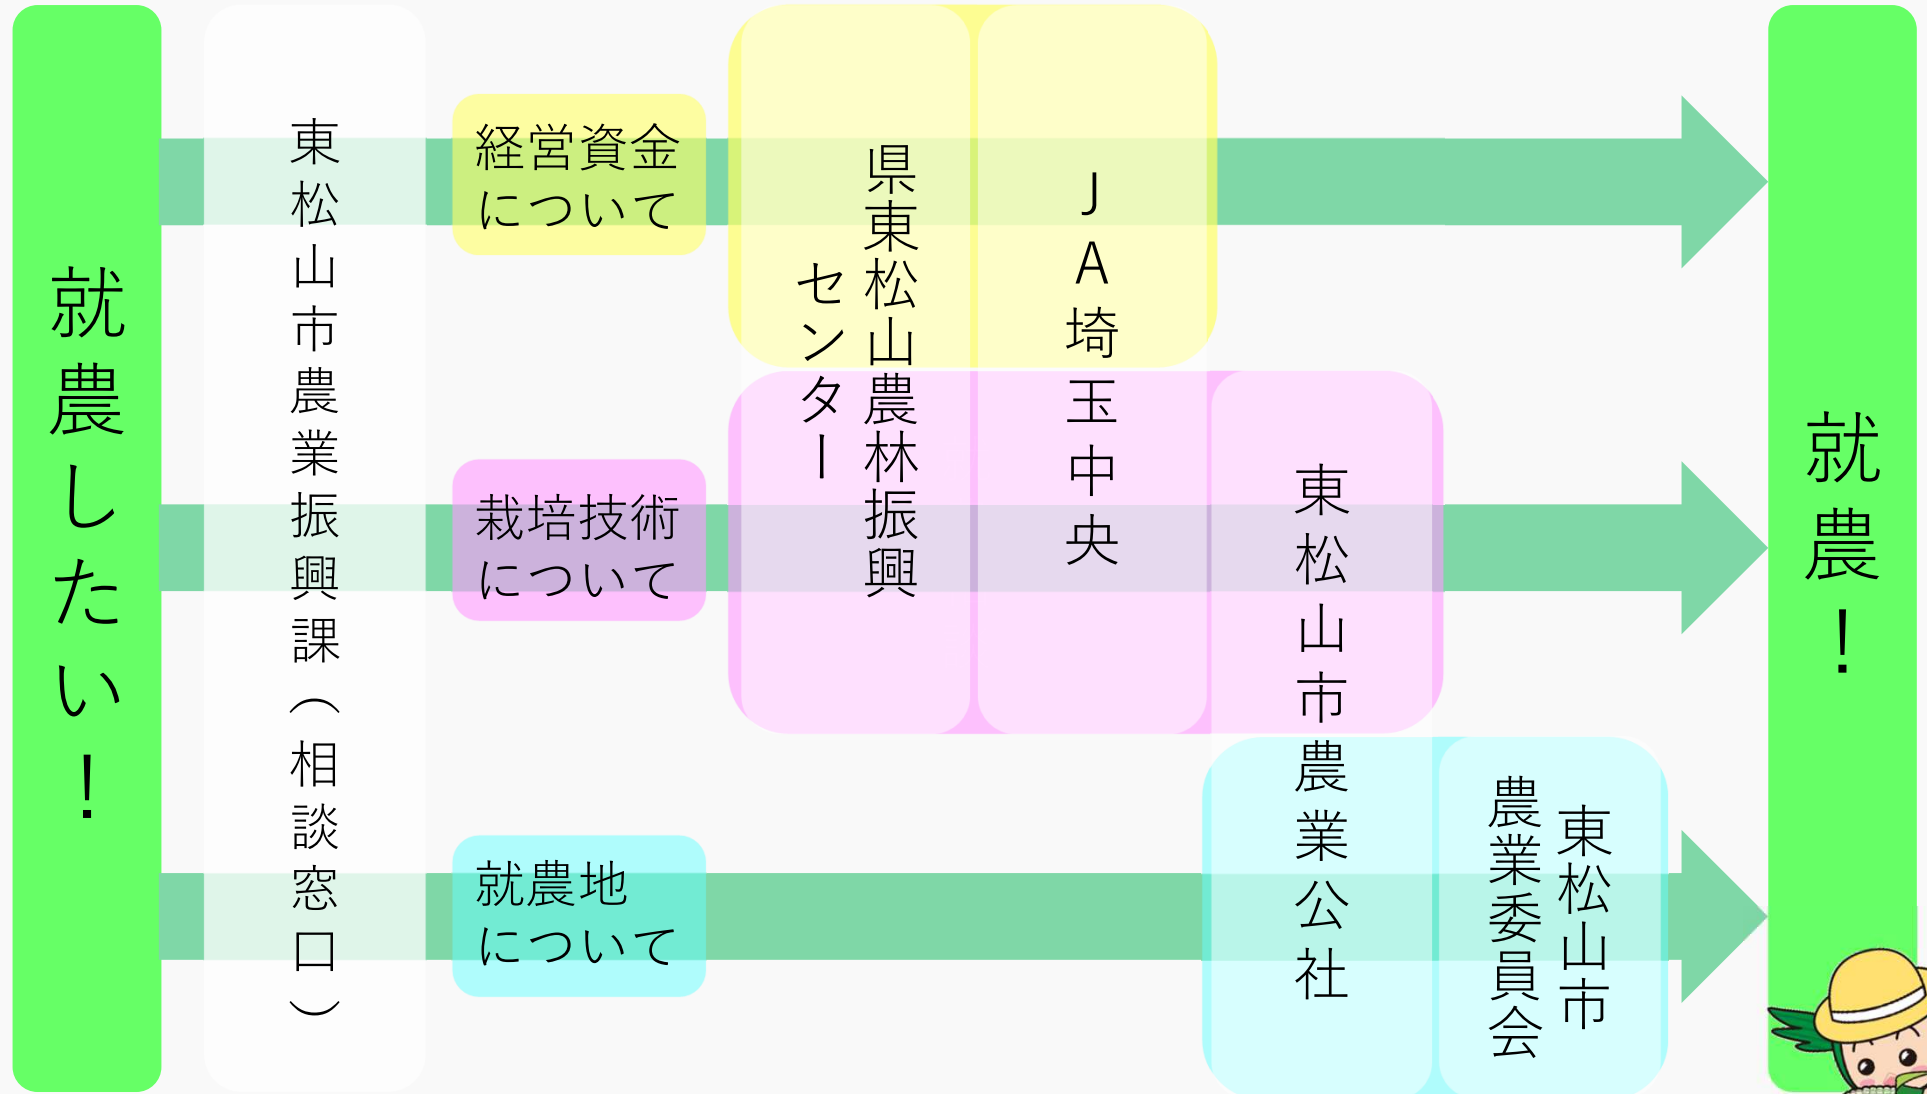 就農したい！
東松山市農業振興課（相談窓口）
経営資金
について
栽培技術
について
就農地
について
県東松山農林振興
センター
ＪＡ埼玉中央
東松山市農業公社
東松山市
農業委員会
就農！